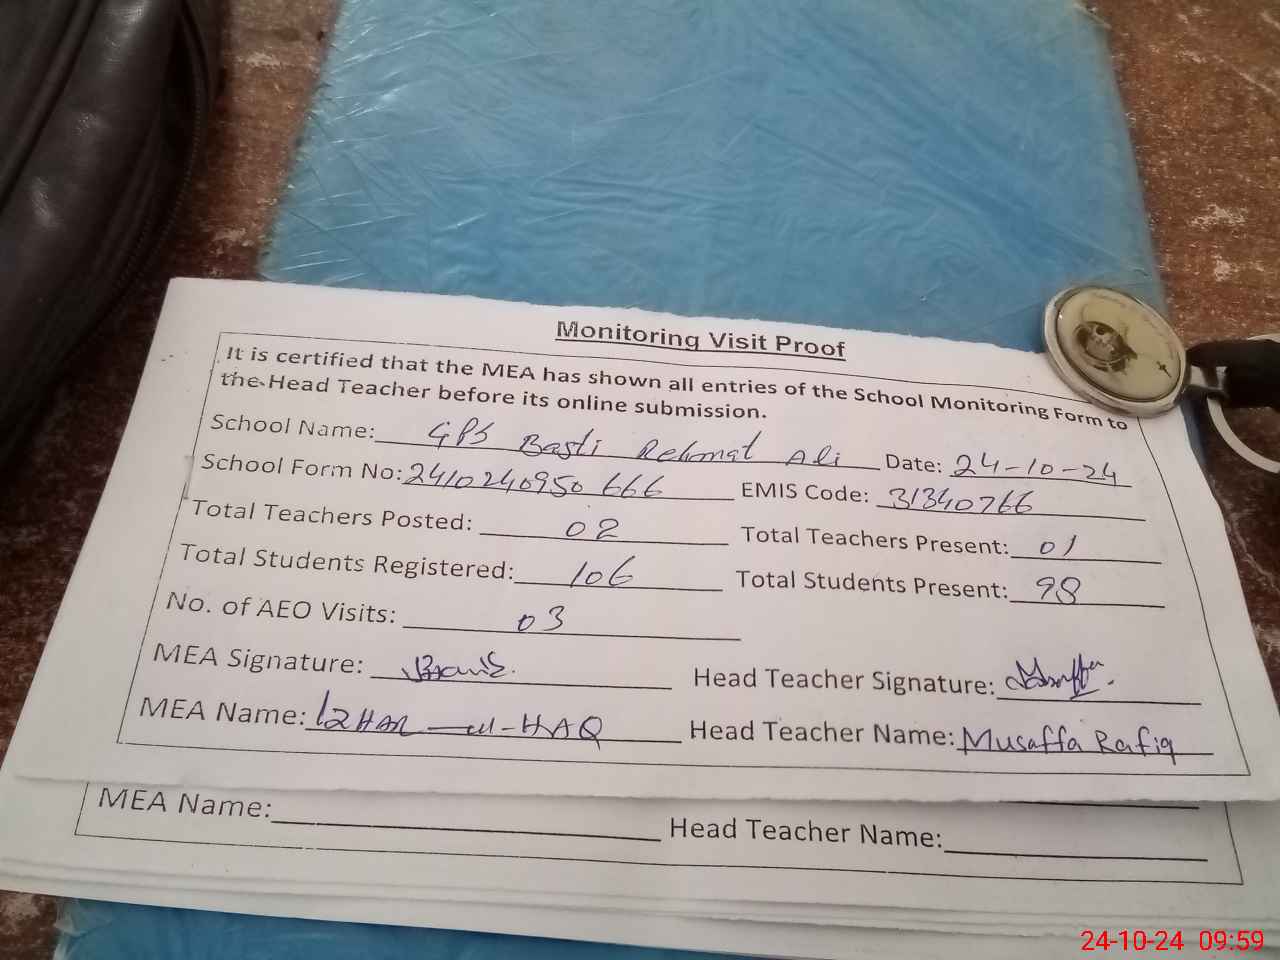 Monitoring Visit Proof
It is certified that the MEA has shown all entries of the School Monitoring Form to
the Head Teacher before its online submission.
School Name: GPS Basti Rehmat Ali Date: 24-10-24
School Form No: 2410240950666 EMIS Code: 31340766
Total Teachers Posted: 02 Total Teachers Present: 01
Total Students Registered: 106 Total Students Present: 98
No. of AEO Visits: 03
MEA Signature: Head Teacher Signature:
MEA Name: IZHAR-ul-HAQ Head Teacher Name: Musaffa Rafiq
MEA Name: Head Teacher Name:
24-10-24 09:59